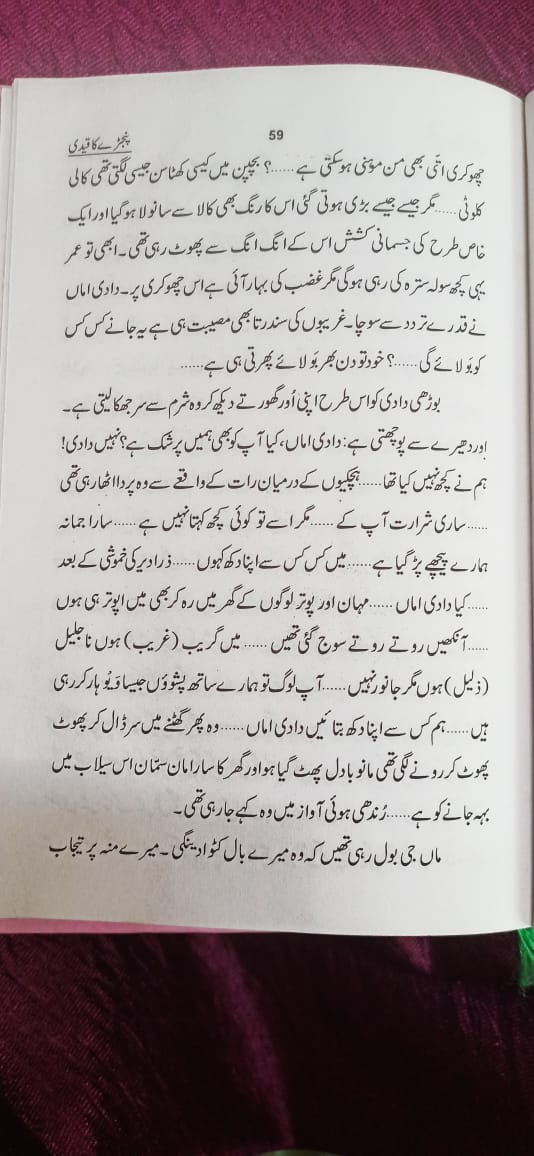 59
پنجڑے کا قیدی
چھوکری اتنی بھی من موہنی ہوسکتی ہے......؟ بچپن میں کیسی کھٹاسن جیسی لگتی تھی کالی
کلوٹی......مگر جیسے جیسے بڑی ہوتی گئی اس کا رنگ بھی کالا سے سانولا ہوگیا اور ایک
خاص طرح کی جسمانی کشش اس کے انگ انگ سے پھوٹ رہی تھی۔ ابھی تو عمر
یہی کچھ سولہ سترہ کی رہی ہوگی مگر غضب کی بہار آئی ہے اس چھوکری پر۔ دادی اماں
نے قدرے تردد سے سوچا۔ غریبوں کی سندرتا بھی مصیبت ہی ہے یہ جانے کس کس
کو بَولائے گی......؟ خود تو دن بھر بَولائے پھرتی ہی ہے......
بوڑھی دادی کو اس طرح اپنی اُور گھورتے دیکھ کر وہ شرم سے سر جھکا لیتی ہے۔
اور دھیرے سے پوچھتی ہے: دادی اماں، کیا آپ کو بھی ہمیں پر شک ہے؟ نہیں دادی!
ہم نے کچھ نہیں کیا تھا......ہچکیوں کے درمیان رات کے واقعے سے وہ پردا اٹھا رہی تھی
......ساری شرارت آپ کے ......مگر اسے تو کوئی کچھ کہتا نہیں ہے ......سارا جمانہ
ہمارے پیچھے پڑ گیا ہے......میں کس کس سے اپنا دکھ کہوں......ذرا دیر کی خموشی کے بعد
......کیا دادی اماں ......مہان اور پوتر لوگوں کے گھر میں رہ کر بھی میں اپوتر ہی ہوں
......آنکھیں روتے روتے سوج گئی تھیں ......میں گریب (غریب) ہوں نا جلیل
(ذلیل) ہوں مگر جانور نہیں......آپ لوگ تو ہمارے ساتھ پشوؤں جیسا وَیوْہار کر رہی
ہیں......ہم کس سے اپنا دکھ بتائیں دادی اماں......وہ پھر گھٹنے میں سر ڈال کر پھوٹ
پھوٹ کر رونے لگی تھی مانو بادل پھٹ گیا ہو اور گھر کا سارا مان سمّان اس سیلاب میں
بہہ جانے کو ہے......رُندھی ہوئی آواز میں وہ کہے جا رہی تھی۔
ماں جی بول رہی تھیں کہ وہ میرے بال کٹوا دینگی۔ میرے منہ پر تیجاب